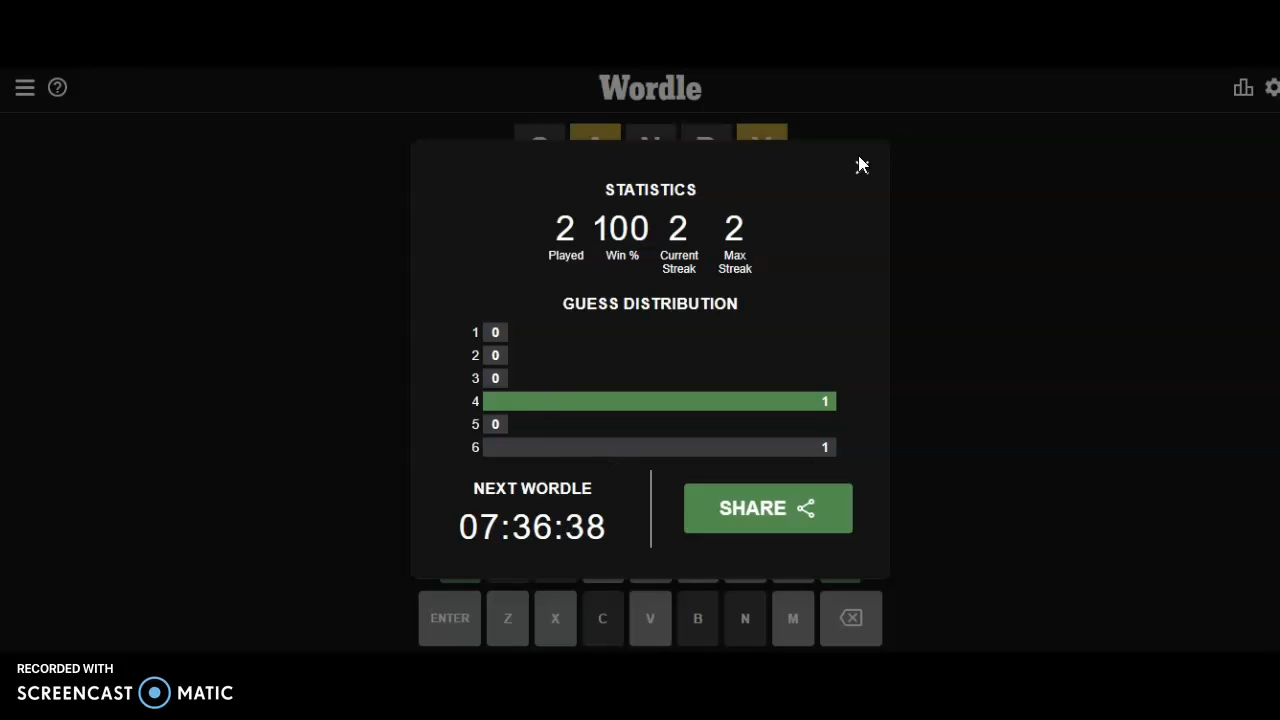 Wordle
STATISTICS
2 100 2 2
Played Win % Current Streak Max Streak
GUESS DISTRIBUTION
1 0
2 0
3 0
4 1
5 0
6 1
NEXT WORDLE
07:36:38
SHARE
ENTER Z X C V B N M
RECORDED WITH
SCREENCAST MATIC